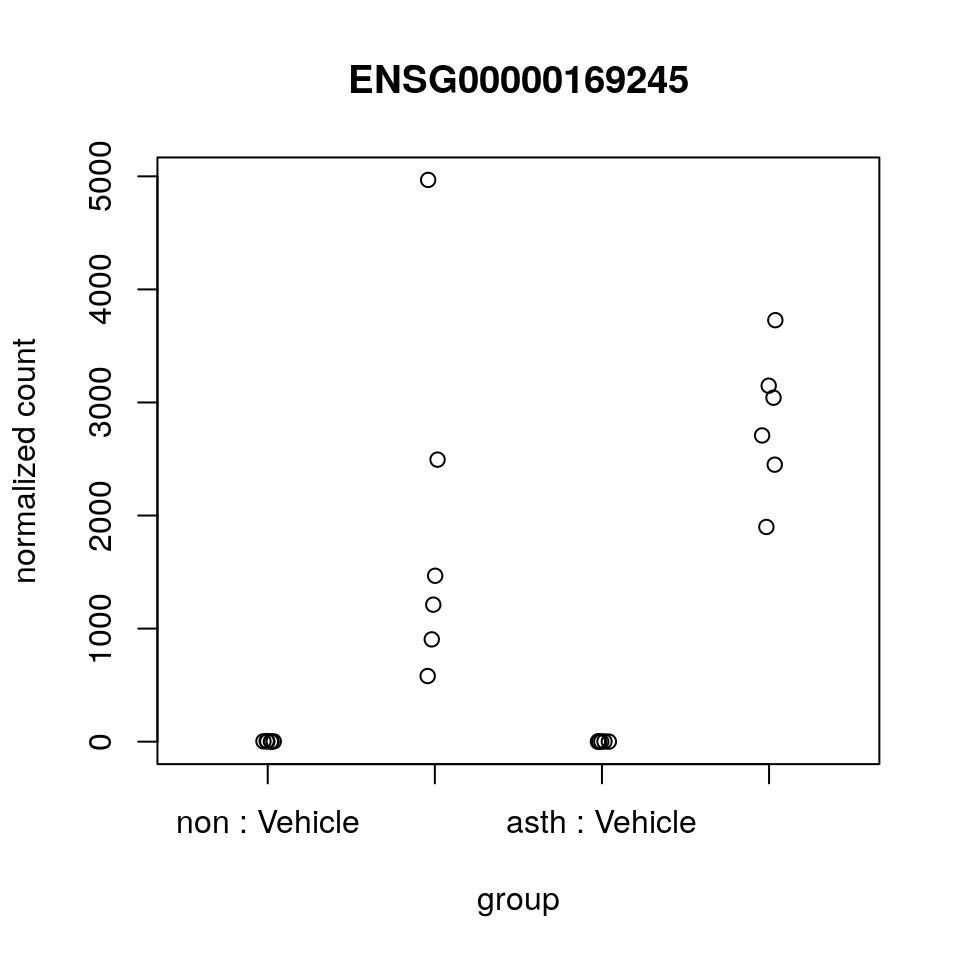 ENSG00000169245
5000
4000
3000
2000
1000
0
normalized count
non : Vehicle
asth : Vehicle
group